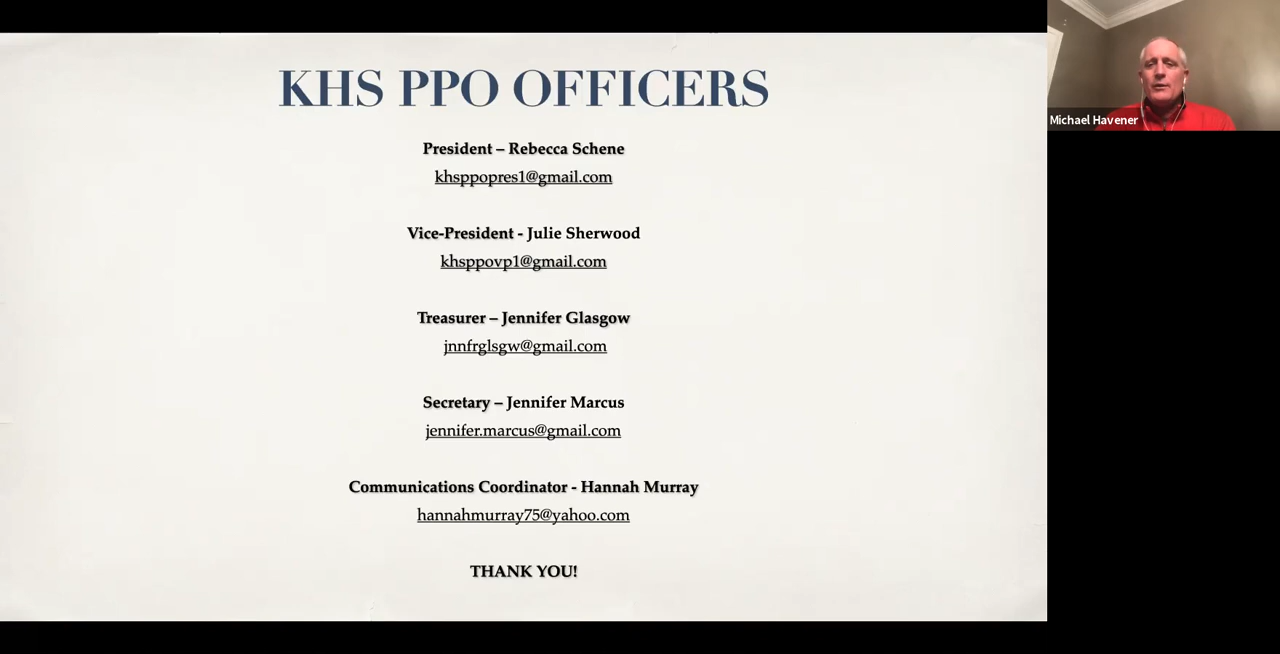 KHS PPO OFFICERS
President – Rebecca Schene
khsppopres1@gmail.com
Vice-President - Julie Sherwood
khsppovp1@gmail.com
Treasurer – Jennifer Glasgow
jnnfrglsgw@gmail.com
Secretary – Jennifer Marcus
jennifer.marcus@gmail.com
Communications Coordinator - Hannah Murray
hannahmurray75@yahoo.com
THANK YOU!
Michael Havener